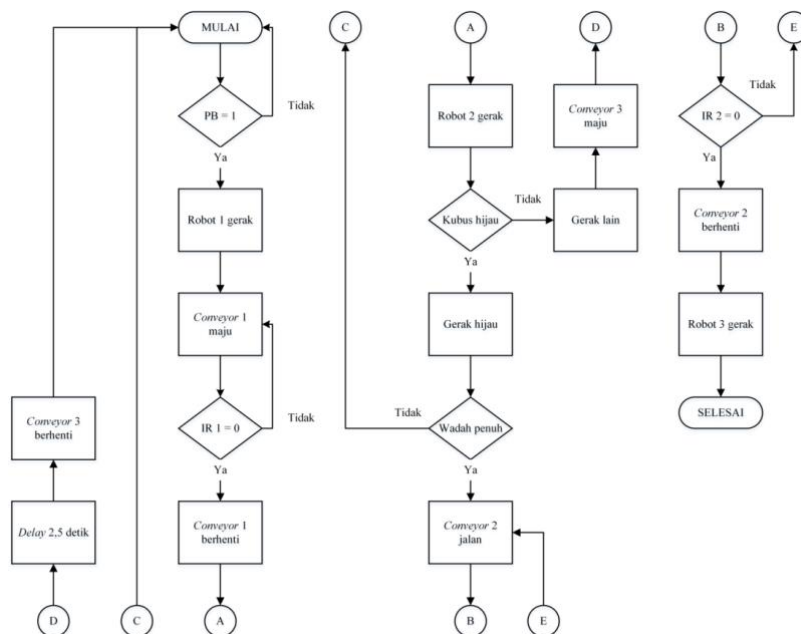 MULAI
PB = 1
Tidak
Ya
Robot 1 gerak
Conveyor 1
maju
IR 1 = 0
Tidak
Ya
Conveyor 1
berhenti
A
Conveyor 3
berhenti
Delay 2,5 detik
D
C
C
A
Robot 2 gerak
Kubus hijau
Tidak
Ya
Gerak hijau
Wadah penuh
Tidak
Ya
Conveyor 2
jalan
B
E
D
Conveyor 3
maju
Gerak lain
B
E
IR 2 = 0
Tidak
Ya
Conveyor 2
berhenti
Robot 3 gerak
SELESAI